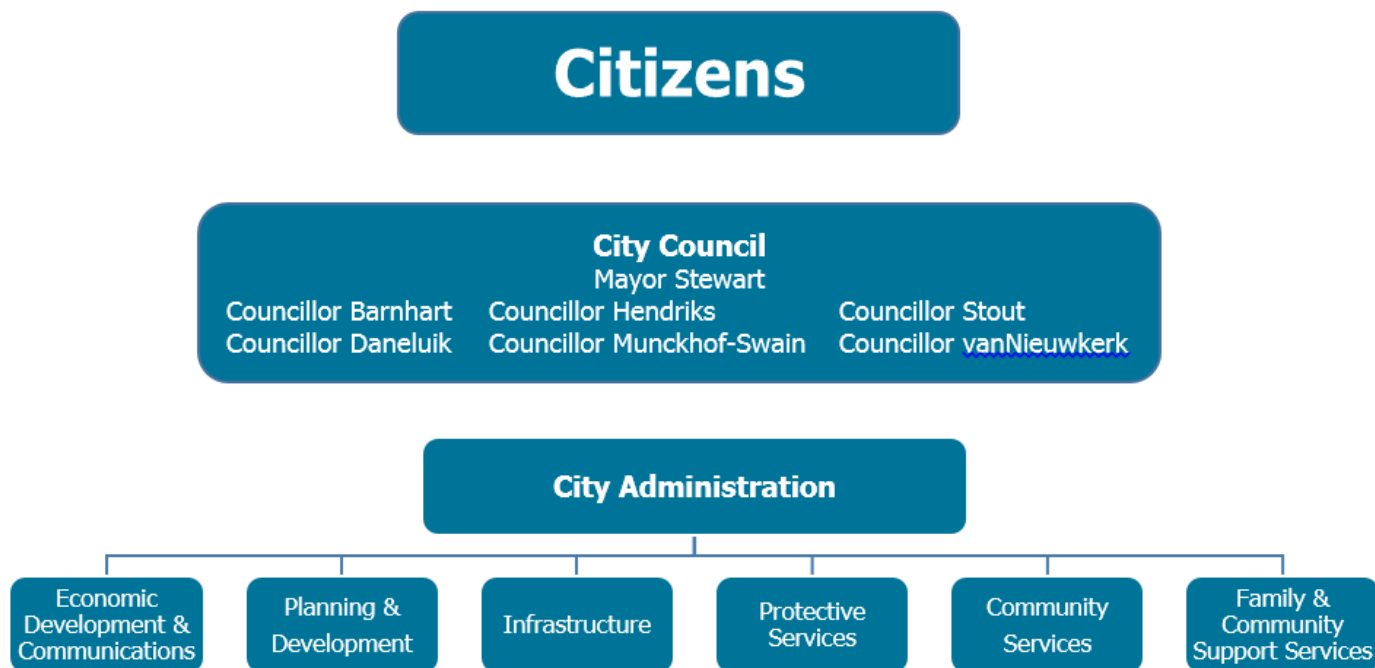 Citizens
City Council
Mayor Stewart
Councillor Barnhart Councillor Hendriks Councillor Stout
Councillor Daneluik Councillor Munckhof-Swain Councillor vanNieuwkerk
City Administration
Economic
Development &
Communications
Planning &
Development
Infrastructure
Protective
Services
Community
Services
Family &
Community
Support Services